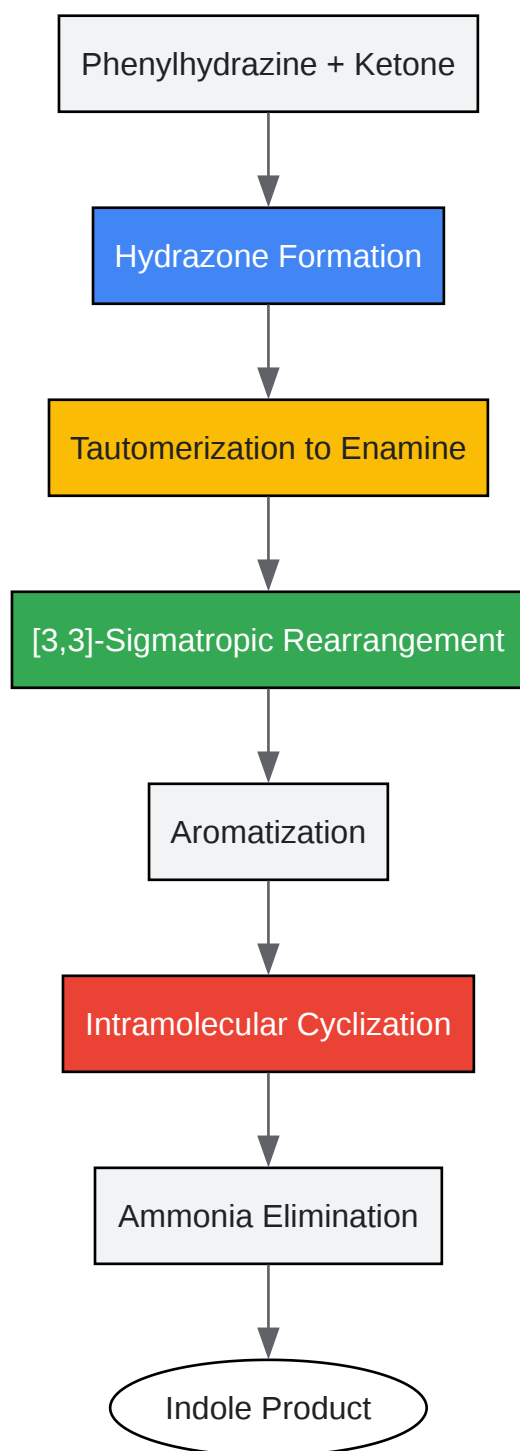 Phenylhydrazine + Ketone
Hydrazone Formation
Tautomerization to Enamine
[3,3]-Sigmatropic Rearrangement
Aromatization
Intramolecular Cyclization
Ammonia Elimination
Indole Product